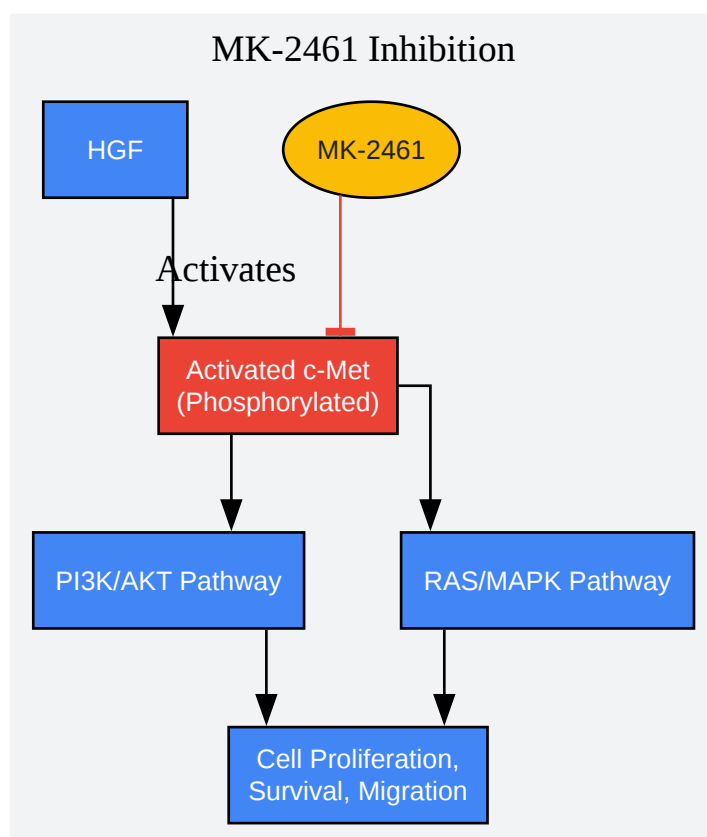 MK-2461 Inhibition
HGF
MK-2461
Activates
Activated c-Met
(Phosphorylated)
PI3K/AKT Pathway
RAS/MAPK Pathway
Cell Proliferation,
Survival, Migration